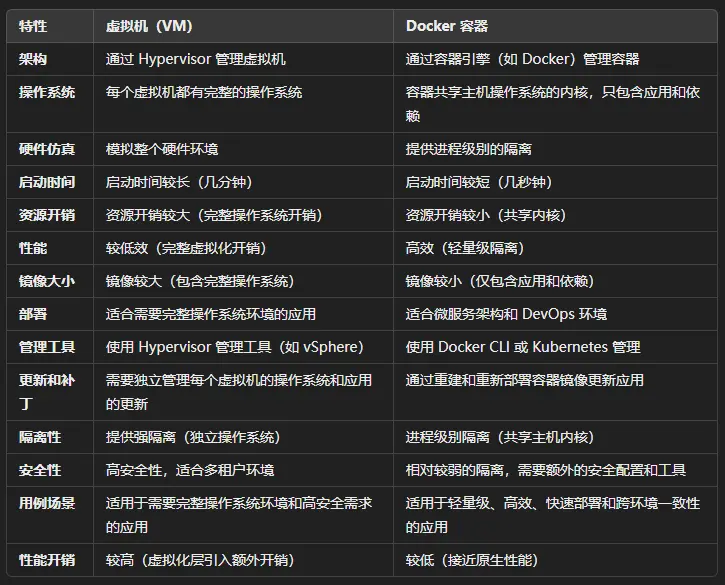 特性 虚拟机（VM） Docker 容器
架构 通过 Hypervisor 管理虚拟机 通过容器引擎（如 Docker）管理容器
操作系统 每个虚拟机都有完整的操作系统 容器共享主机操作系统的内核，只包含应用和依
赖
硬件仿真 模拟整个硬件环境 提供进程级别的隔离
启动时间 启动时间较长（几分钟） 启动时间较短（几秒钟）
资源开销 资源开销较大（完整操作系统开销） 资源开销较小（共享内核）
性能 较低效（完整虚拟化开销） 高效（轻量级隔离）
镜像大小 镜像较大（包含完整操作系统） 镜像较小（仅包含应用和依赖）
部署 适合需要完整操作系统环境的应用 适合微服务架构和 DevOps 环境
管理工具 使用 Hypervisor 管理工具（如 vSphere） 使用 Docker CLI 或 Kubernetes 管理
更新和补 需要独立管理每个虚拟机的操作系统和应用 通过重建和重新部署容器镜像更新应用
丁 的更新
隔离性 提供强隔离（独立操作系统） 进程级别隔离（共享主机内核）
安全性 高安全性，适合多租户环境 相对较弱的隔离，需要额外的安全配置和工具
用例场景 适用于需要完整操作系统环境和高安全需求 适用于轻量级、高效、快速部署和跨环境一致性
的应用 的应用
性能开销 较高（虚拟化层引入额外开销） 较低（接近原生性能）